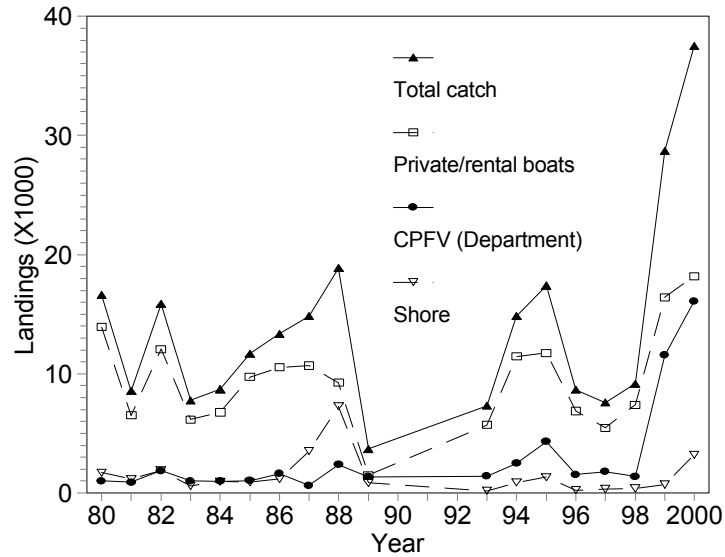 40
30
20
10
0
Landings (X1000)
Total catch
Private/rental boats
CPFV (Department)
Shore
80 82 84 86 88 90 92 94 96 98 2000
Year